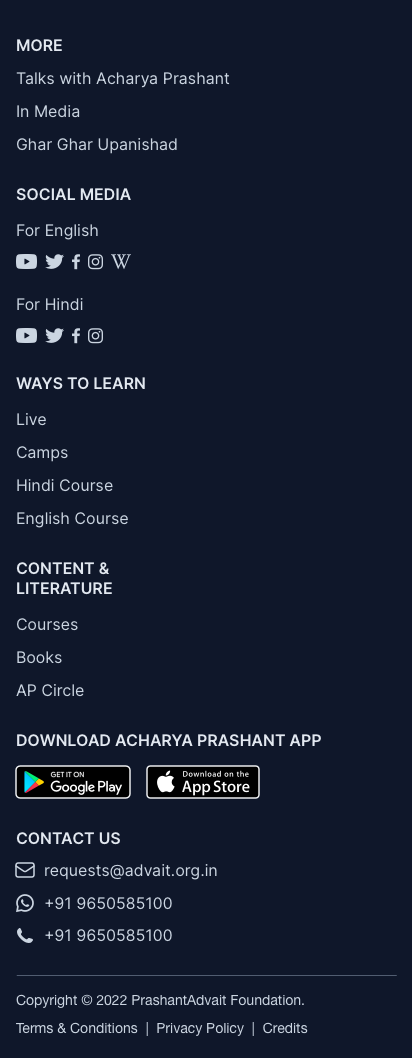 MORE
Talks with Acharya Prashant
In Media
Ghar Ghar Upanishad
SOCIAL MEDIA
For English
For Hindi
WAYS TO LEARN
Live
Camps
Hindi Course
English Course
CONTENT &
LITERATURE
Courses
Books
AP Circle
DOWNLOAD ACHARYA PRASHANT APP
GET IT ON
Google Play
Download on the
App Store
CONTACT US
requests@advait.org.in
+91 9650585100
+91 9650585100
Copyright © 2022 PrashantAdvait Foundation.
Terms & Conditions | Privacy Policy | Credits